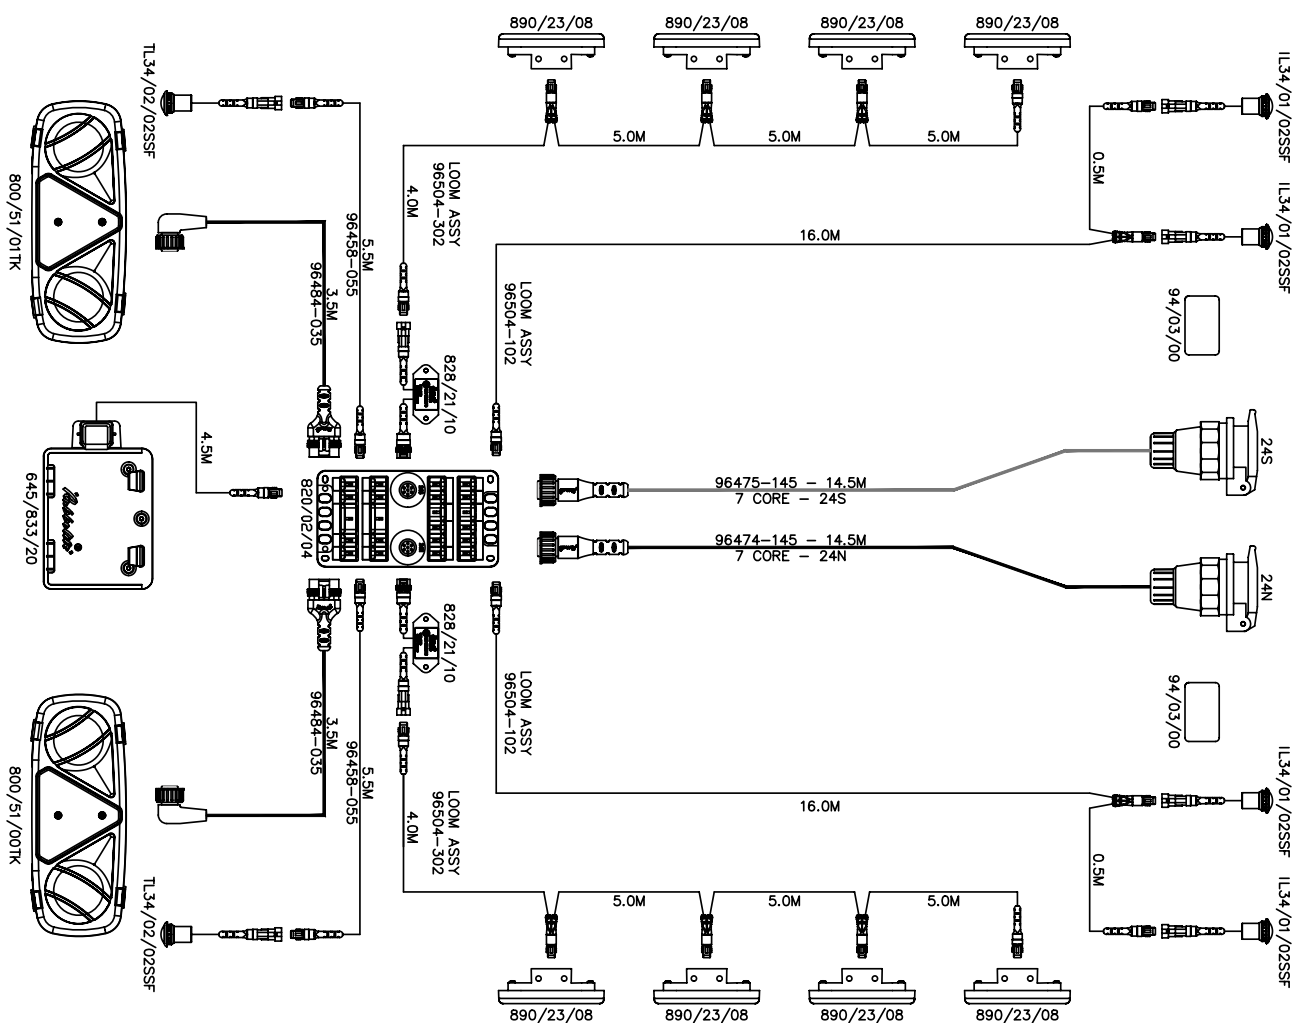 890/23/08
890/23/08
890/23/08
890/23/08
IL34/01/02SSF
IL34/01/02SSF
TL34/02/02SSF
5.0M
5.0M
5.0M
0.5M
LOOM ASSY
96504-302
4.0M
16.0M
800/51/01TK
5.5M
96458-055
3.5M
96484-035
LOOM ASSY
96504-102
94/03/00
828/21/10
4.5M
24S
96475-145 - 14.5M
7 CORE - 24S
645/833/20
Rubbolite
820/02/04
96474-145 - 14.5M
7 CORE - 24N
24N
828/21/10
LOOM ASSY
96504-102
94/03/00
3.5M
96484-035
5.5M
96458-055
800/51/00TK
LOOM ASSY
96504-302
4.0M
16.0M
0.5M
IL34/01/02SSF
IL34/01/02SSF
TL34/02/02SSF
5.0M
5.0M
5.0M
890/23/08
890/23/08
890/23/08
890/23/08